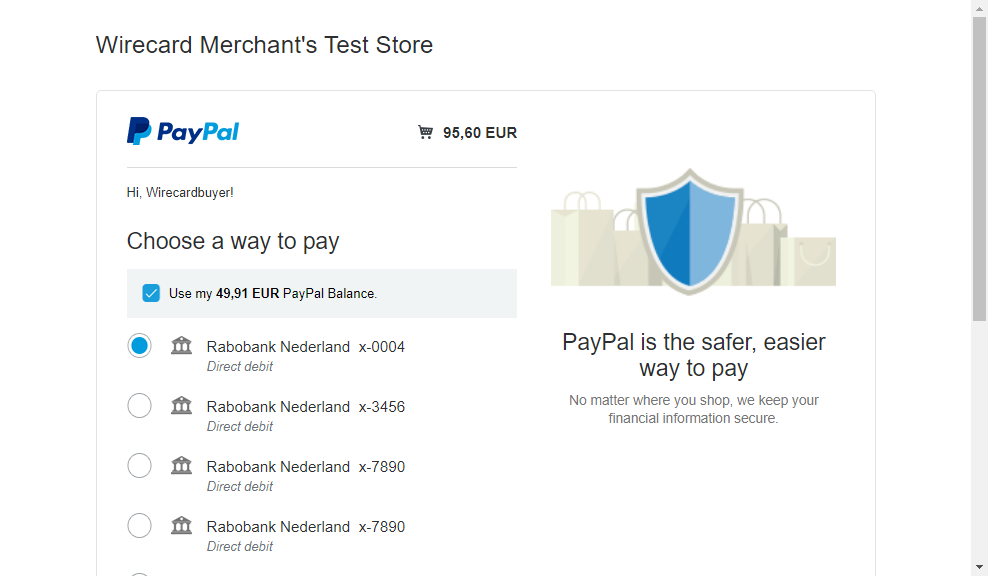 Wirecard Merchant's Test Store
PayPal
95,60 EUR
Hi, Wirecardbuyer!
Choose a way to pay
Use my 49,91 EUR PayPal Balance.
Rabobank Nederland x-0004
Direct debit
Rabobank Nederland x-3456
Direct debit
Rabobank Nederland x-7890
Direct debit
Rabobank Nederland x-7890
Direct debit
PayPal is the safer, easier
way to pay
No matter where you shop, we keep your
financial information secure.